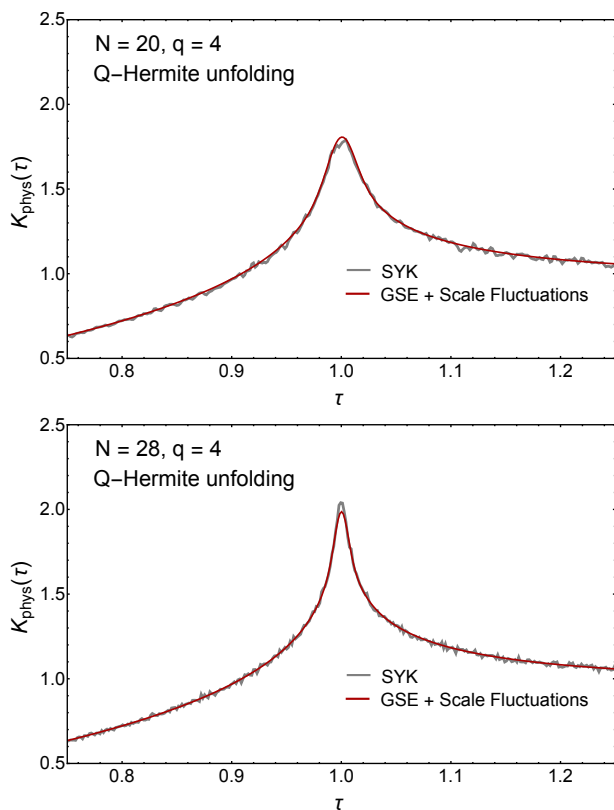 N = 20, q = 4
Q−Hermite unfolding
K_phys(τ)
2.5
2.0
1.5
1.0
0.5
SYK
GSE + Scale Fluctuations
0.8 0.9 1.0 1.1 1.2
τ
N = 28, q = 4
Q−Hermite unfolding
K_phys(τ)
2.5
2.0
1.5
1.0
0.5
SYK
GSE + Scale Fluctuations
0.8 0.9 1.0 1.1 1.2
τ